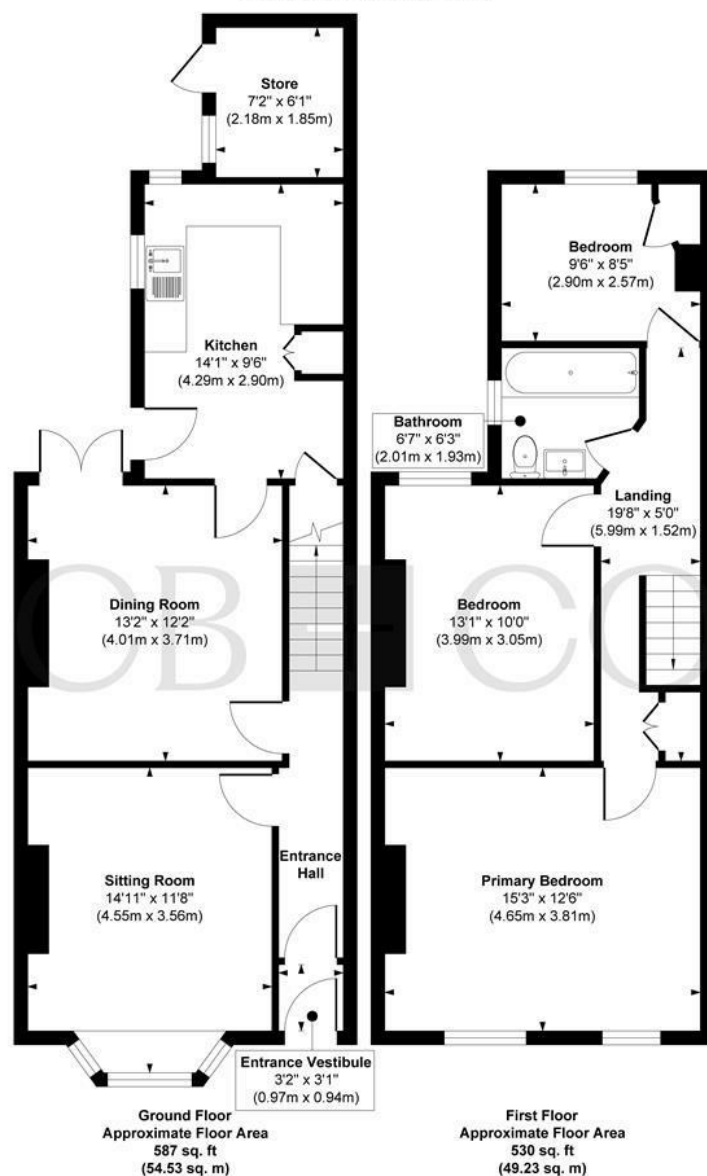 Store
7'2" x 6'1"
(2.18m x 1.85m)
Kitchen
14'1" x 9'6"
(4.29m x 2.90m)
Dining Room
13'2" x 12'2"
(4.01m x 3.71m)
Sitting Room
14'11" x 11'8"
(4.55m x 3.56m)
Entrance
Hall
Entrance Vestibule
3'2" x 3'1"
(0.97m x 0.94m)
Ground Floor
Approximate Floor Area
587 sq. ft
(54.53 sq. m)
Bedroom
9'6" x 8'5"
(2.90m x 2.57m)
Bathroom
6'7" x 6'3"
(2.01m x 1.93m)
Landing
19'8" x 5'0"
(5.99m x 1.52m)
Bedroom
13'1" x 10'0"
(3.99m x 3.05m)
Primary Bedroom
15'3" x 12'6"
(4.65m x 3.81m)
First Floor
Approximate Floor Area
530 sq. ft
(49.23 sq. m)